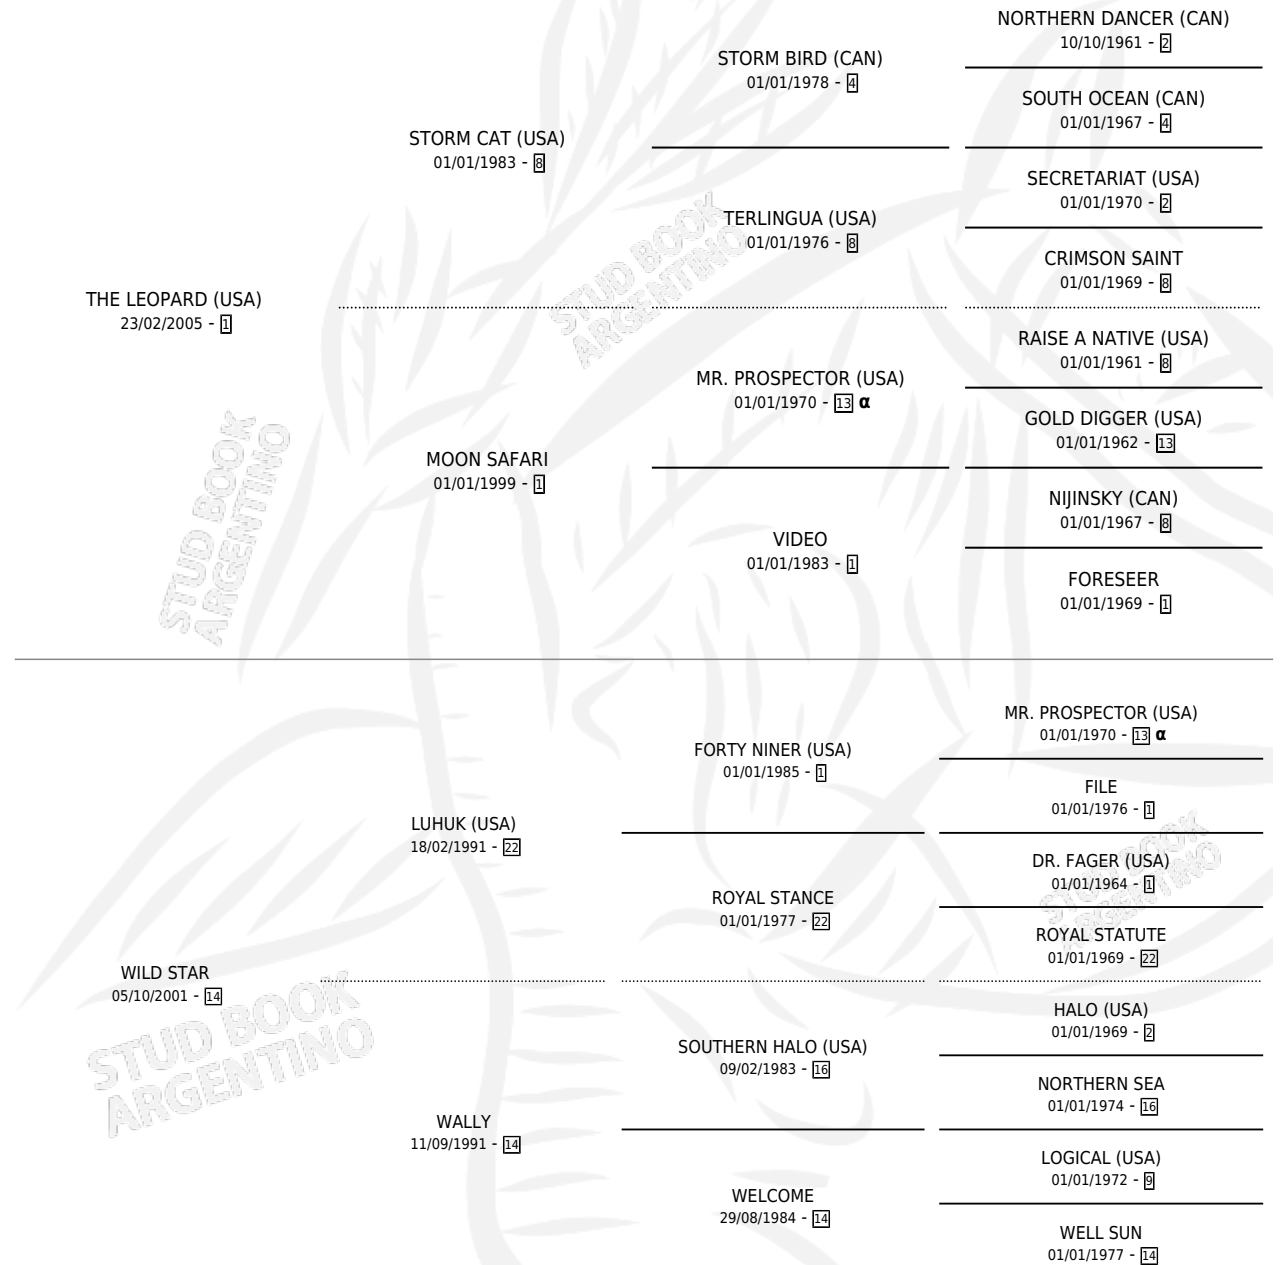 NORTHERN DANCER (CAN)
10/10/1961 - 2
STORM BIRD (CAN)
01/01/1978 - 4
SOUTH OCEAN (CAN)
01/01/1967 - 4
STORM CAT (USA)
01/01/1983 - 8
SECRETARIAT (USA)
01/01/1970 - 2
TERLINGUA (USA)
01/01/1976 - 8
CRIMSON SAINT
01/01/1969 - 8
THE LEOPARD (USA)
23/02/2005 - 1
RAISE A NATIVE (USA)
01/01/1961 - 8
MR. PROSPECTOR (USA)
01/01/1970 - 13 α
GOLD DIGGER (USA)
01/01/1962 - 13
MOON SAFARI
01/01/1999 - 1
NIJINSKY (CAN)
01/01/1967 - 8
VIDEO
01/01/1983 - 1
FORESEER
01/01/1969 - 1
MR. PROSPECTOR (USA)
01/01/1970 - 13 α
FORTY NINER (USA)
01/01/1985 - 1
FILE
01/01/1976 - 1
LUHUK (USA)
18/02/1991 - 22
DR. FAGER (USA)
01/01/1964 - 1
ROYAL STANCE
01/01/1977 - 22
ROYAL STATUTE
01/01/1969 - 22
WILD STAR
05/10/2001 - 14
HALO (USA)
01/01/1969 - 2
SOUTHERN HALO (USA)
09/02/1983 - 16
NORTHERN SEA
01/01/1974 - 16
WALLY
11/09/1991 - 14
LOGICAL (USA)
01/01/1972 - 9
WELCOME
29/08/1984 - 14
WELL SUN
01/01/1977 - 14
STUD BOOK
ARGENTINO
STUD BOOK
ARGENTINO
STUD BOOK
ARGENTINO
STUD BOOK
ARGENTINO